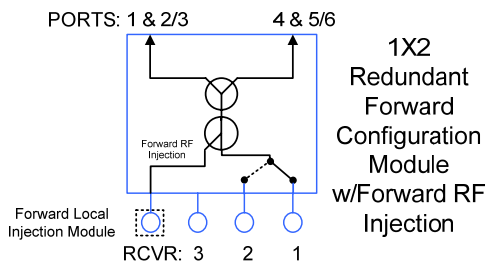 PORTS: 1 & 2/3 4 & 5/6
1X2
Redundant
Forward
Configuration
Module
w/Forward RF
Injection
Forward RF
Injection
Forward Local
Injection Module
RCVR: 3 2 1